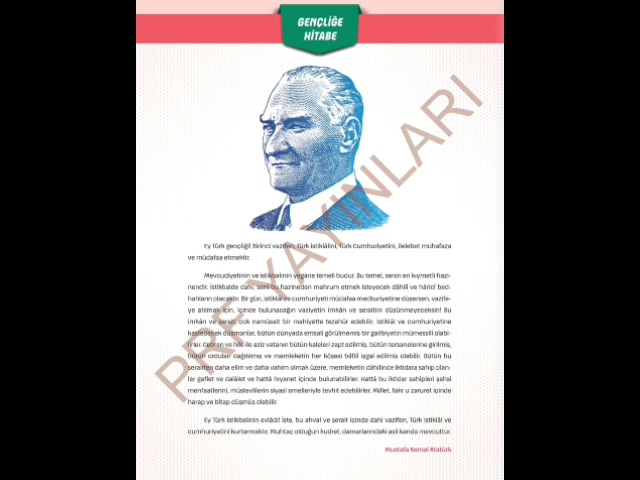 GENÇLİĞE
HİTABE
Ey Türk gençliği! Birinci vazifen, Türk istiklâlini, Türk Cumhuriyetini, ilelebet muhafaza
ve müdafaa etmektir.
Mevcudiyetinin ve istikbalinin yegâne temeli budur. Bu temel, senin en kıymetli hazi-
nendir. İstikbalde dahi, seni bu hazineden mahrum etmek isteyecek dâhilî ve hâricî bed-
hahların olacaktır. Bir gün, istiklâl ve cumhuriyeti müdafaa mecburiyetine düşersen, vazife-
ye atılmak için, içinde bulunacağın vaziyetin imkân ve şeraitini düşünmeyeceksin! Bu
imkân ve şerait, çok namüsait bir mahiyette tezahür edebilir. İstiklâl ve cumhuriyetine
kastedecek düşmanlar, bütün dünyada emsali görülmemiş bir galibiyetin mümessili olabi-
lirler. Cebren ve hile ile aziz vatanın bütün kaleleri zapt edilmiş, bütün tersanelerine girilmiş,
bütün orduları dağıtılmış ve memleketin her köşesi bilfiil işgal edilmiş olabilir. Bütün bu
şeraitten daha elim ve daha vahim olmak üzere, memleketin dâhilinde iktidara sahip olan-
lar gaflet ve dalâlet ve hattâ hıyanet içinde bulunabilirler. Hattâ bu iktidar sahipleri şahsî
menfaatlerini, müstevlilerin siyasî emelleriyle tevhit edebilirler. Millet, fakr u zaruret içinde
harap ve bîtap düşmüş olabilir.
Ey Türk istikbalinin evlâdı! İşte, bu ahval ve şerait içinde dahi vazifen, Türk istiklâl ve
cumhuriyetini kurtarmaktır. Muhtaç olduğun kudret, damarlarındaki asil kanda mevcuttur.
Mustafa Kemal Atatürk
PRF YAYINLARI